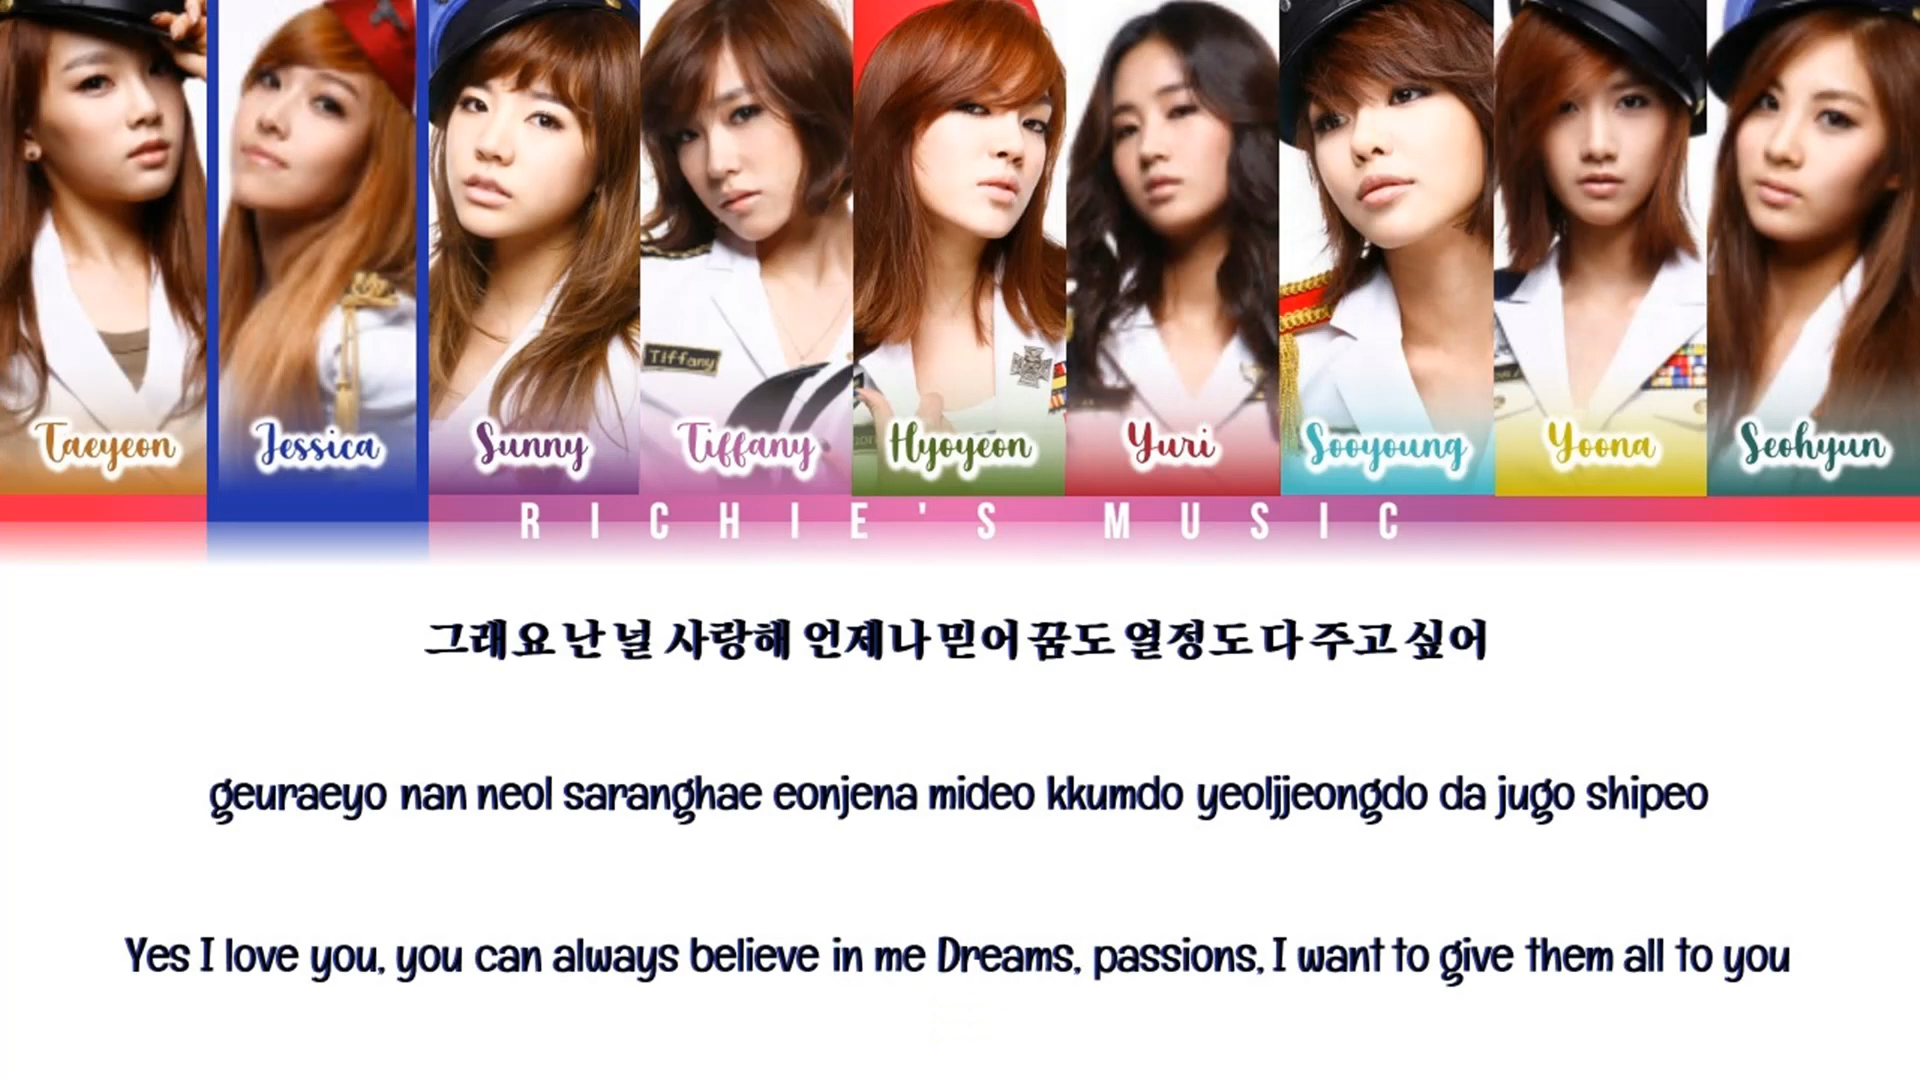 Tiffany
Taeyeon Jessica Sunny Tiffany Hyoyeon Yuri Sooyoung Yoona Seohyun
RICHIE'S MUSIC
그래요 난 널 사랑해 언제나 믿어 꿈도 열정도 다 주고 싶어
geuraeyo nan neol saranghae eonjena mideo kkumdo yeoljjeongdo da jugo shipeo
Yes I love you, you can always believe in me Dreams, passions, I want to give them all to you